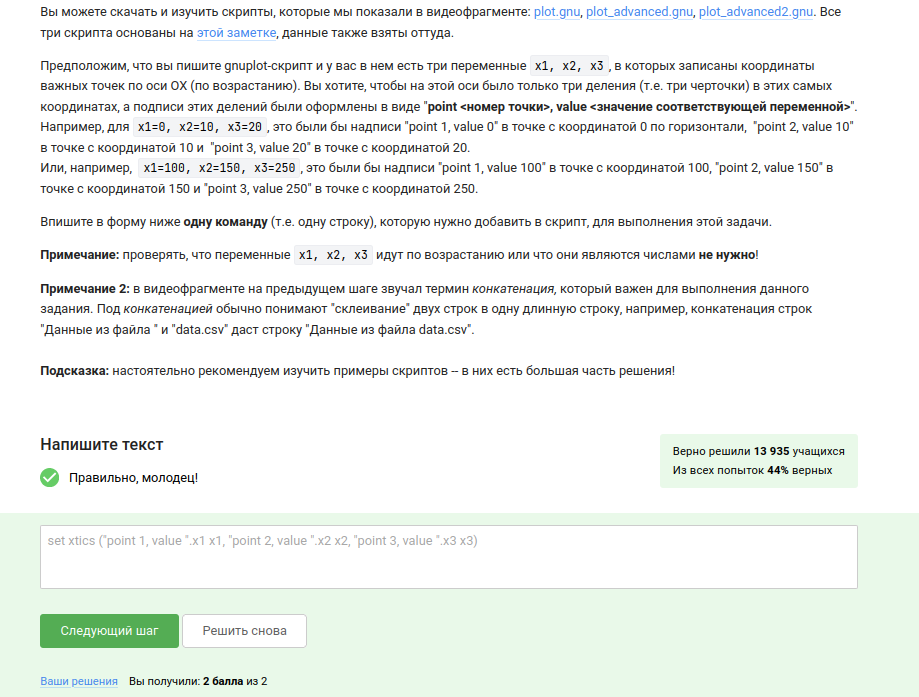 Вы можете скачать и изучить скрипты, которые мы показали в видеофрагменте: plot.gnu, plot_advanced.gnu, plot_advanced2.gnu. Все
три скрипта основаны на этой заметке, данные также взяты оттуда.
Предположим, что вы пишите gnuplot-скрипт и у вас в нем есть три переменные x1, x2, x3, в которых записаны координаты
важных точек по оси OX (по возрастанию). Вы хотите, чтобы на этой оси было только три деления (т.е. три черточки) в этих самых
координатах, а подписи этих делений были оформлены в виде "point <номер точки>, value <значение соответствующей переменной>".
Например, для x1=0, x2=10, x3=20, это были бы надписи "point 1, value 0" в точке с координатой 0 по горизонтали, "point 2, value 10"
в точке с координатой 10 и "point 3, value 20" в точке с координатой 20.
Или, например, x1=100, x2=150, x3=250, это были бы надписи "point 1, value 100" в точке с координатой 100, "point 2, value 150" в
точке с координатой 150 и "point 3, value 250" в точке с координатой 250.
Впишите в форму ниже одну команду (т.е. одну строку), которую нужно добавить в скрипт, для выполнения этой задачи.
Примечание: проверять, что переменные x1, x2, x3 идут по возрастанию или что они являются числами не нужно!
Примечание 2: в видеофрагменте на предыдущем шаге звучал термин конкатенация, который важен для выполнения данного
задания. Под конкатенацией обычно понимают "склеивание" двух строк в одну длинную строку, например, конкатенация строк
"Данные из файла " и "data.csv" даст строку "Данные из файла data.csv".
Подсказка: настоятельно рекомендуем изучить примеры скриптов -- в них есть большая часть решения!
Напишите текст
Верно решили 13 935 учащихся
Правильно, молодец!
Из всех попыток 44% верных
set xtics ("point 1, value ".x1 x1, "point 2, value ".x2 x2, "point 3, value ".x3 x3)
Следующий шаг Решить снова
Ваши решения Вы получили: 2 балла из 2